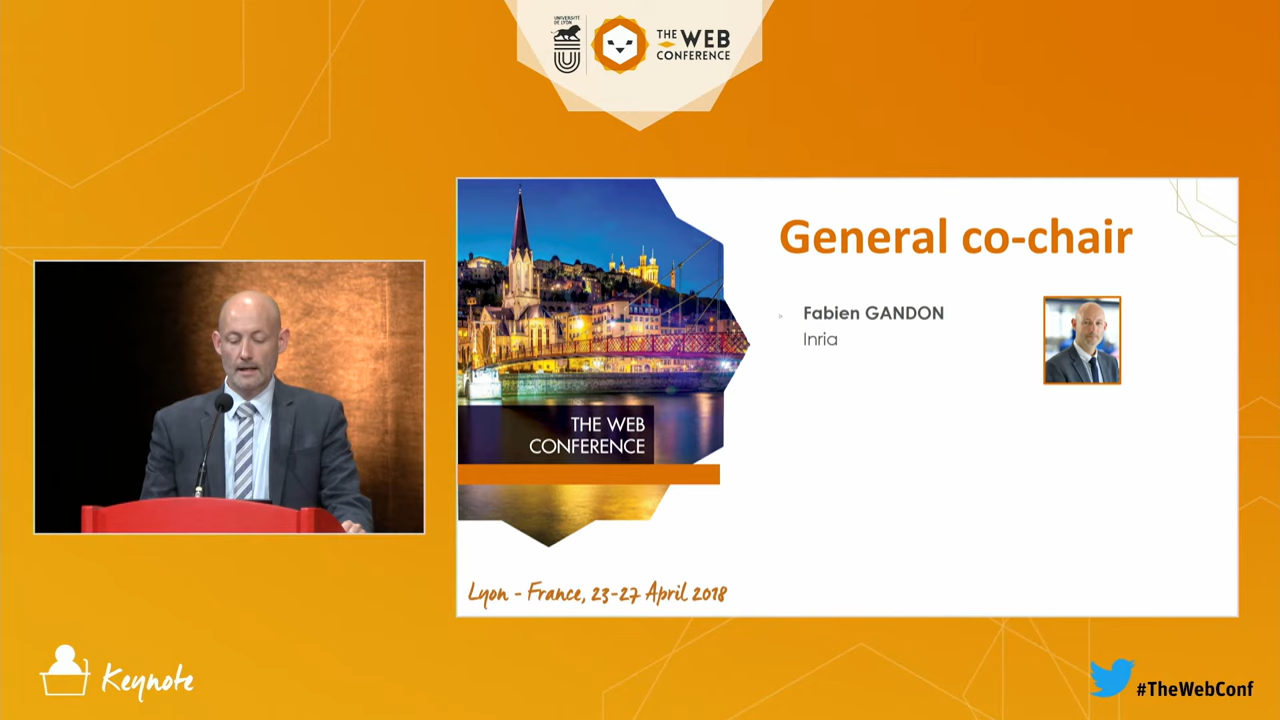 UNIVERSITÉ
DE LYON
THE WEB
CONFERENCE
General co-chair
Fabien GANDON
Inria
THE WEB
CONFERENCE
Lyon - France, 23-27 April 2018
Keynote
#TheWebConf